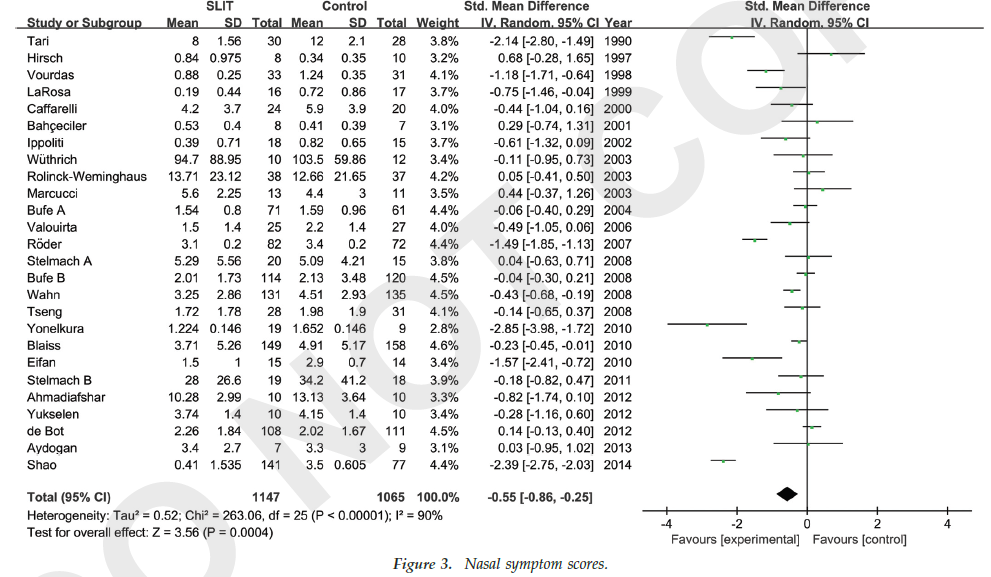 SLIT Control Std. Mean Difference Std. Mean Difference
Study or Subgroup Mean SD Total Mean SD Total Weight IV. Random, 95% CI Year IV. Random, 95% CI
Tari 8 1.56 30 12 2.1 28 3.8% -2.14 [-2.80, -1.49] 1990
Hirsch 0.84 0.975 8 0.34 0.35 10 3.2% 0.68 [-0.28, 1.65] 1997
Vourdas 0.88 0.25 33 1.24 0.35 31 4.1% -1.18 [-1.71, -0.64] 1998
LaRosa 0.19 0.44 16 0.72 0.86 17 3.7% -0.75 [-1.46, -0.04] 1999
Caffarelli 4.2 3.7 24 5.9 3.9 20 4.0% -0.44 [-1.04, 0.16] 2000
Bahçeciler 0.53 0.4 8 0.41 0.39 7 3.1% 0.29 [-0.74, 1.31] 2001
Ippoliti 0.39 0.71 18 0.82 0.65 15 3.8% -0.61 [-1.32, 0.09] 2002
Wüthrich 94.7 88.95 10 103.5 59.86 12 3.4% -0.11 [-0.95, 0.73] 2003
Rolinck-Weminghaus 13.71 23.12 38 12.66 21.65 37 4.2% 0.05 [-0.41, 0.50] 2003
Marcucci 5.6 2.25 13 4.4 3 11 3.5% 0.44 [-0.37, 1.26] 2003
Bufe A 1.54 0.8 71 1.59 0.96 61 4.4% -0.06 [-0.40, 0.29] 2004
Valouirta 1.5 1.4 25 2.2 1.4 27 4.1% -0.49 [-1.05, 0.06] 2006
Röder 3.1 0.2 82 3.4 0.2 72 4.4% -1.49 [-1.85, -1.13] 2007
Stelmach A 5.29 5.56 20 5.09 4.21 15 3.8% 0.04 [-0.63, 0.71] 2008
Bufe B 2.01 1.73 114 2.13 3.48 120 4.5% -0.04 [-0.30, 0.21] 2008
Wahn 3.25 2.86 131 4.51 2.93 135 4.5% -0.43 [-0.68, -0.19] 2008
Tseng 1.72 1.78 28 1.98 1.9 31 4.1% -0.14 [-0.65, 0.37] 2008
Yonelkura 1.224 0.146 19 1.652 0.146 9 2.8% -2.85 [-3.98, -1.72] 2010
Blaiss 3.71 5.26 149 4.91 5.17 158 4.6% -0.23 [-0.45, -0.01] 2010
Eifan 1.5 1 15 2.9 0.7 14 3.4% -1.57 [-2.41, -0.72] 2010
Stelmach B 28 26.6 19 34.2 41.2 18 3.9% -0.18 [-0.82, 0.47] 2011
Ahmadiafshar 10.28 2.99 10 13.13 3.64 10 3.2% -0.82 [-1.74, 0.10] 2012
Yukselen 3.74 1.4 10 4.15 1.4 10 3.3% -0.28 [-1.16, 0.60] 2012
de Bot 2.26 1.84 108 2.02 1.67 111 4.5% 0.14 [-0.13, 0.40] 2012
Aydogan 3.4 2.7 7 3.3 3 9 3.1% 0.03 [-0.95, 1.02] 2013
Shao 0.41 1.535 141 3.5 0.605 77 4.4% -2.39 [-2.75, -2.03] 2014
Total (95% CI) 1147 1065 100.0% -0.55 [-0.86, -0.25]
Heterogeneity: Tau² = 0.52; Chi² = 263.06, df = 25 (P < 0.00001); I² = 90%
Test for overall effect: Z = 3.56 (P = 0.0004)
-4 -2 0 2 4
Favours [experimental] Favours [control]
Figure 3. Nasal symptom scores.